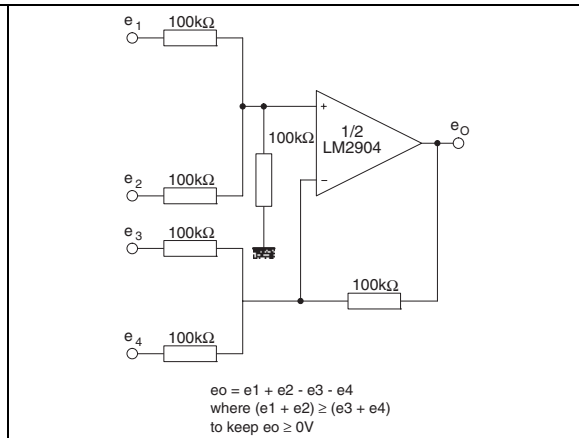 e1
100kΩ
+
1/2
LM2904
100kΩ
eO
e2
100kΩ
–
e3
100kΩ
100kΩ
e4
100kΩ
eo = e1 + e2 - e3 - e4
where (e1 + e2) ≥ (e3 + e4)
to keep eo ≥ 0V